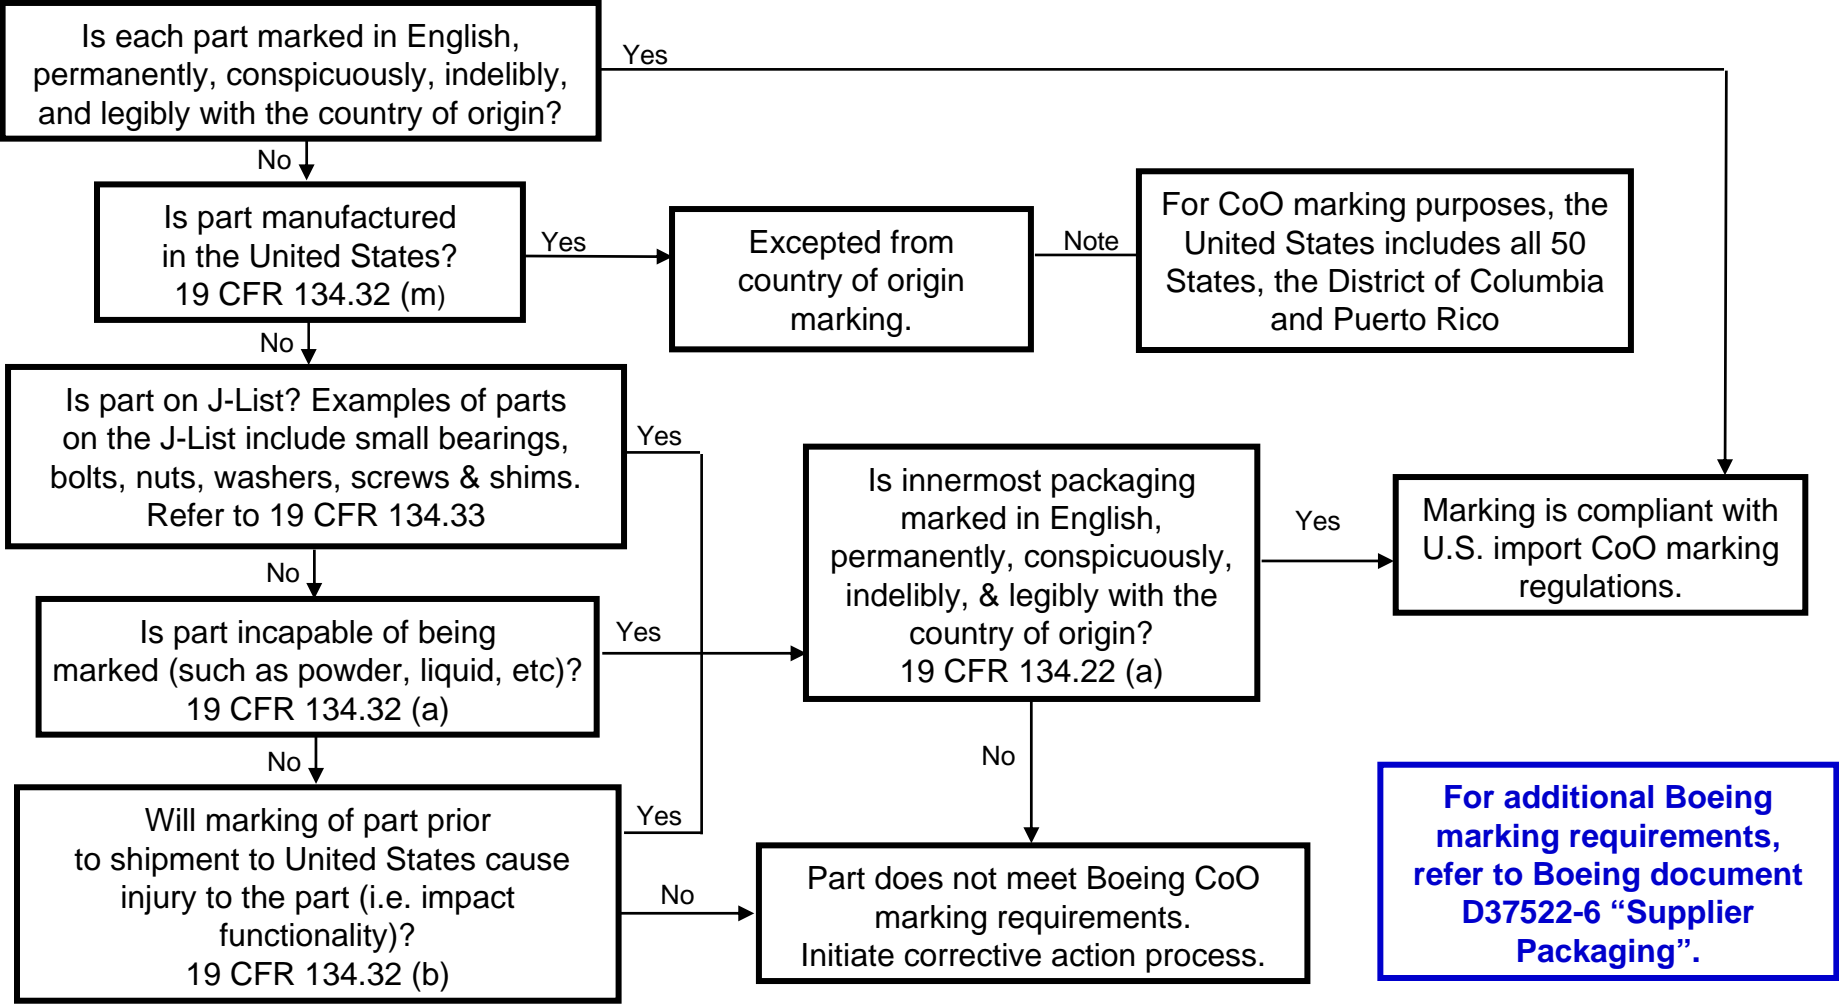 Is each part marked in English,
permanently, conspicuously, indelibly,
and legibly with the country of origin?
Yes
No
Is part manufactured
in the United States?
19 CFR 134.32 (m)
Yes
Excepted from
country of origin
marking.
Note
For CoO marking purposes, the
United States includes all 50
States, the District of Columbia
and Puerto Rico
No
Is part on J-List? Examples of parts
on the J-List include small bearings,
bolts, nuts, washers, screws & shims.
Refer to 19 CFR 134.33
Yes
Is innermost packaging
marked in English,
permanently, conspicuously,
indelibly, & legibly with the
country of origin?
19 CFR 134.22 (a)
Yes
Marking is compliant with
U.S. import CoO marking
regulations.
No
Is part incapable of being
marked (such as powder, liquid, etc)?
19 CFR 134.32 (a)
Yes
No
Will marking of part prior
to shipment to United States cause
injury to the part (i.e. impact
functionality)?
19 CFR 134.32 (b)
Yes
No
No
Part does not meet Boeing CoO
marking requirements.
Initiate corrective action process.
For additional Boeing
marking requirements,
refer to Boeing document
D37522-6 “Supplier
Packaging”.